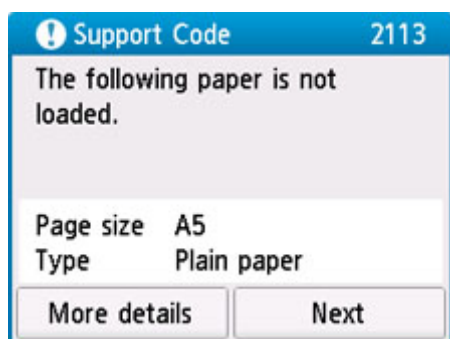 Support Code 2113
The following paper is not
loaded.
Page size A5
Type Plain paper
More details Next